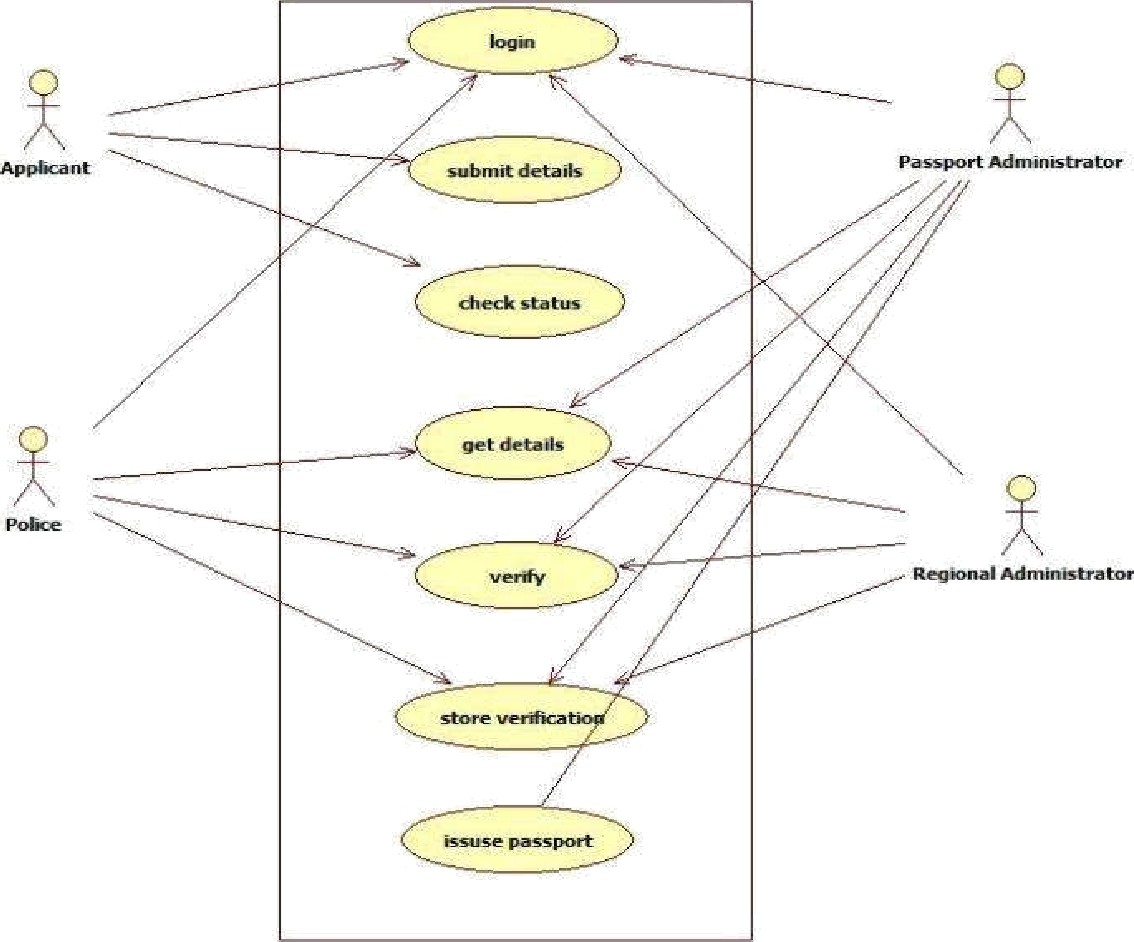 login
Applicant
Passport Administrator
submit details
check status
get details
Police
verify
Regional Administrator
store verification
issuse passport